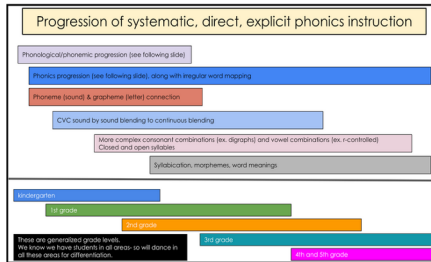 Progression of systematic, direct, explicit phonics instruction
Phonological/phonemic progression (see following slide)
Phonics progression (see following slide), along with irregular word mapping
Phoneme (sound) & grapheme (letter) connection
CVC sound by sound blending to continuous blending
More complex consonant combinations (ex. digraphs) and vowel combinations (ex. r-controlled)
Closed and open syllables
Syllabication, morphemes, word meanings
kindergarten
1st grade
2nd grade
These are generalized grade levels.
We know we have students in all areas- so will dance in
all these areas for differentiation.
3rd grade
4th and 5th grade